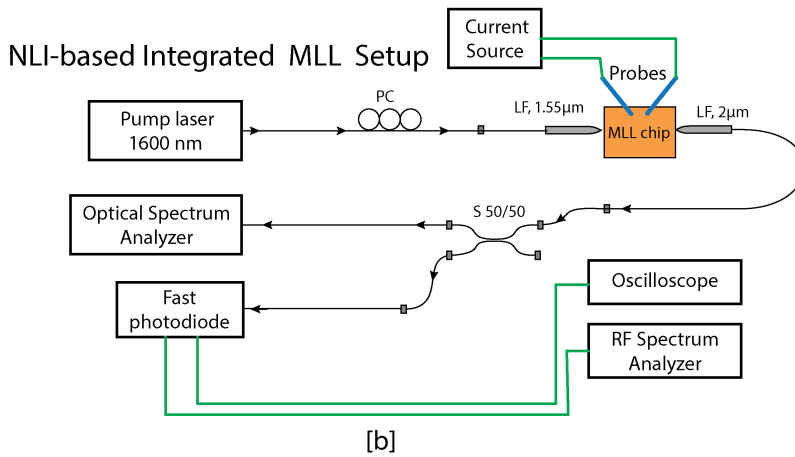 NLI-based Integrated MLL Setup
Current
Source
Probes
PC
Pump laser
1600 nm
LF, 1.55μm
MLL chip
LF, 2μm
Optical Spectrum
Analyzer
S 50/50
Fast
photodiode
Oscilloscope
RF Spectrum
Analyzer
[b]